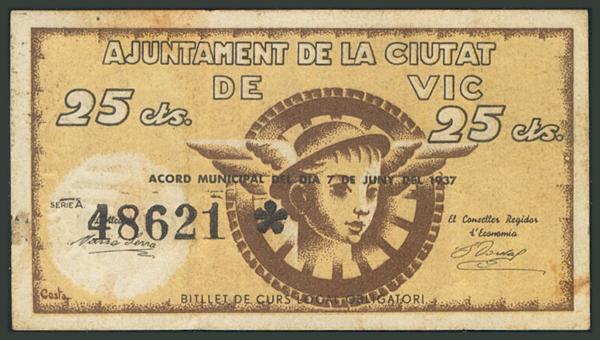 AJUNTAMENT DE LA CIUTAT
DE VIC
25 cts.
25 cts.
ACORD MUNICIPAL DEL DIA 7 DE JUNY DEL 1937
SERIE A.
48621
El Conseller Regidor
d'Economia
Costa
BITLLET DE CURS LOCAL OBLIGATORI